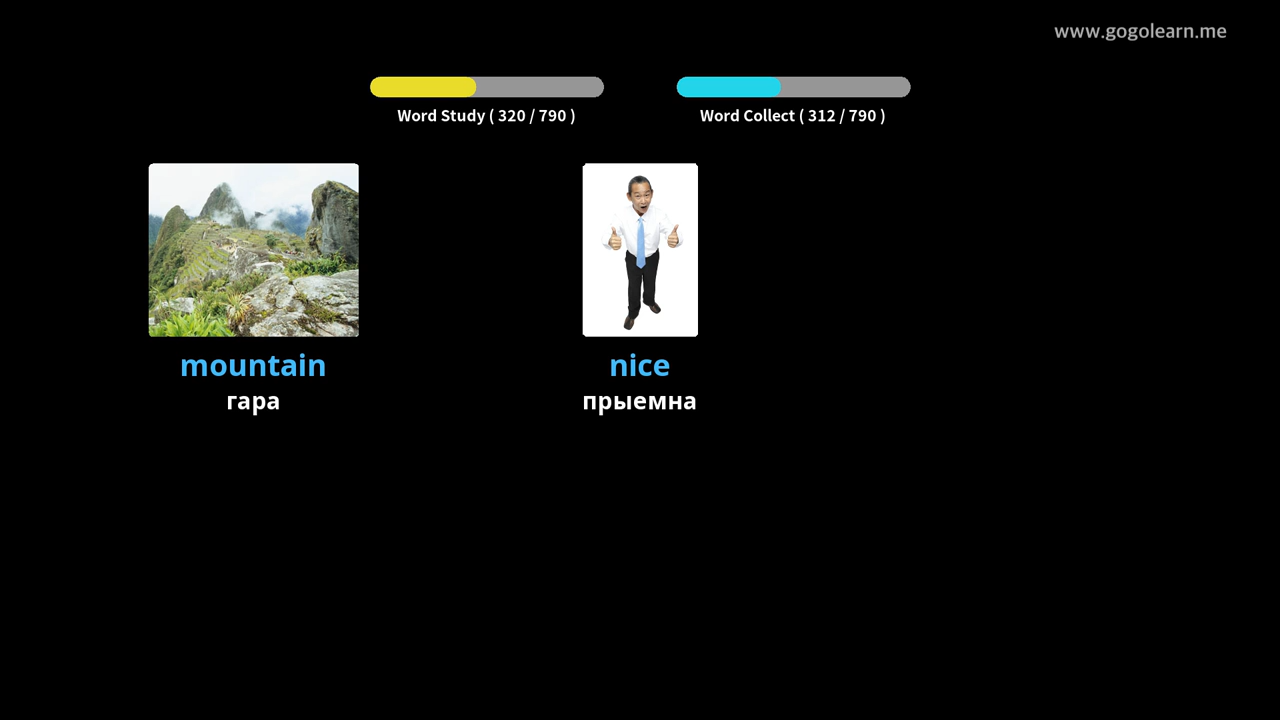 www.gogolearn.me
Word Study ( 320 / 790 )
Word Collect ( 312 / 790 )
mountain
гара
nice
прыемна